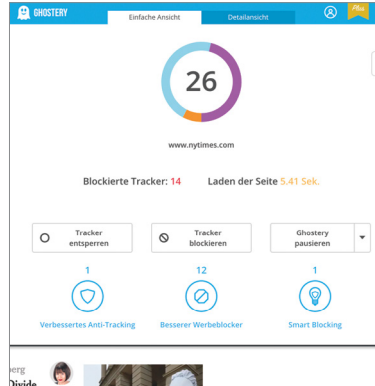 GHOSTERY
Einfache Ansicht
Detailansicht
Plus
26
www.nytimes.com
Blockierte Tracker: 14 Laden der Seite 5.41 Sek.
Tracker entsperren
Tracker blockieren
Ghostery pausieren
1
12
1
Verbessertes Anti-Tracking
Besserer Werbeblocker
Smart Blocking
berg
Divide